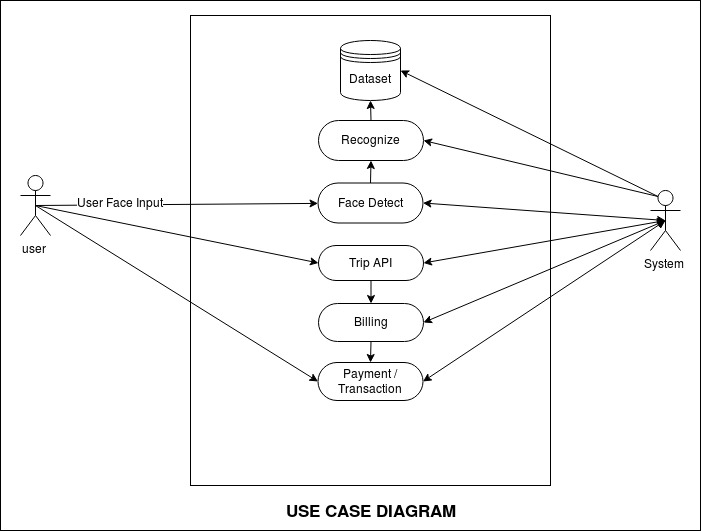 Dataset
Recognize
User Face Input
Face Detect
user
Trip API
System
Billing
Payment /
Transaction
USE CASE DIAGRAM